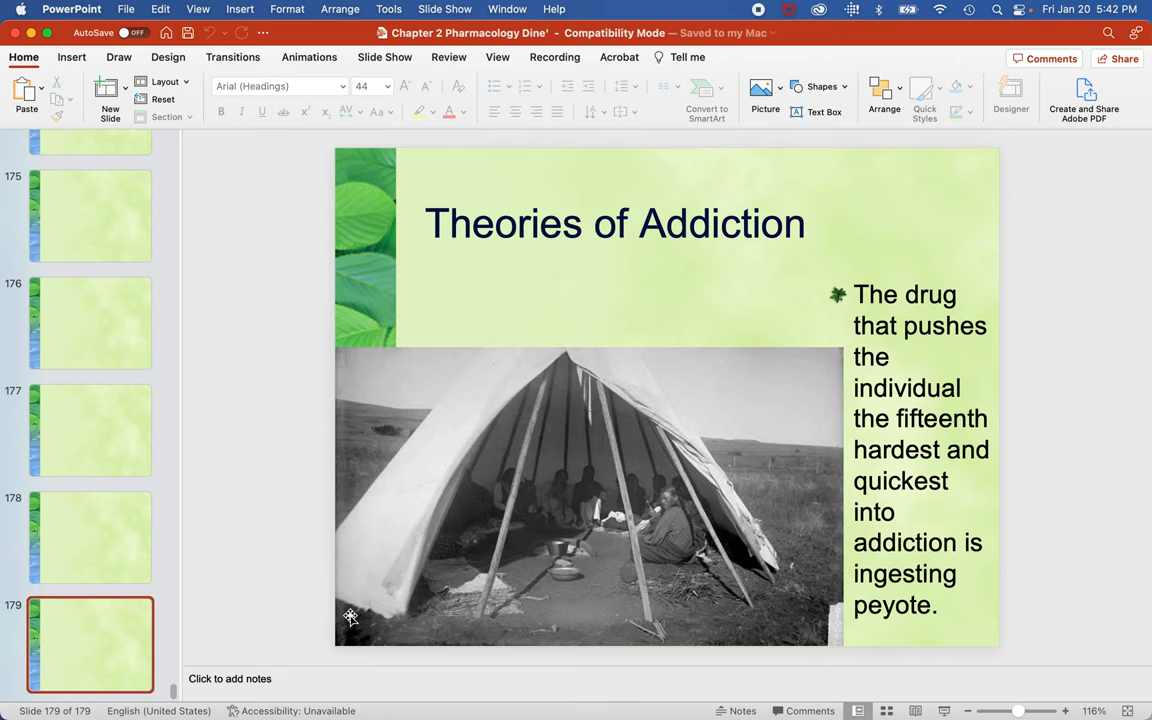 PowerPoint File Edit View Insert Format Arrange Tools Slide Show Window Help Fri Jan 20 5:42 PM
AutoSave OFF Chapter 2 Pharmacology Dine' - Compatibility Mode — Saved to my Mac
Home Insert Draw Design Transitions Animations Slide Show Review View Recording Acrobat Tell me Comments Share
Paste
New Slide
Layout
Reset
Section
Arial (Headings) 44
Convert to SmartArt
Picture
Shapes
Text Box
Arrange
Quick Styles
Designer
Create and Share Adobe PDF
175
176
177
178
179
Theories of Addiction
The drug
that pushes
the
individual
the fifteenth
hardest and
quickest
into
addiction is
ingesting
peyote.
Click to add notes
Slide 179 of 179 English (United States) Accessibility: Unavailable Notes Comments 116%